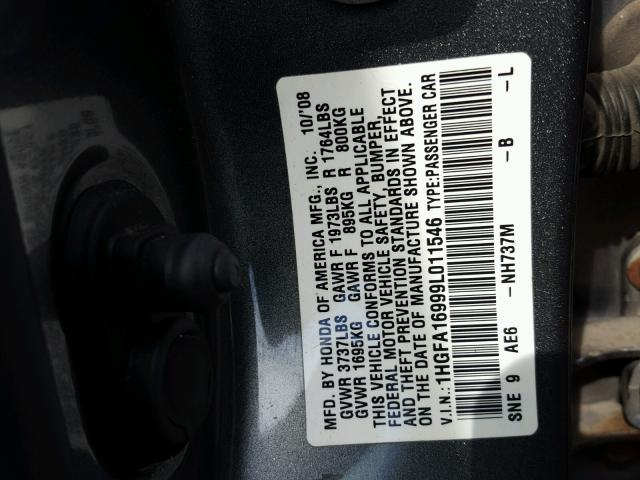 MFD. BY HONDA OF AMERICA MFG., INC. 10/'08
GVWR 3737LBS GAWR F 1973LBS R 1764LBS
GVWR 1695KG GAWR F 895KG R 800KG
THIS VEHICLE CONFORMS TO ALL APPLICABLE
FEDERAL MOTOR VEHICLE SAFETY, BUMPER,
AND THEFT PREVENTION STANDARDS IN EFFECT
ON THE DATE OF MANUFACTURE SHOWN ABOVE.
V.I.N.: 1HGFA16999L011546 TYPE:PASSENGER CAR
SNE 9 AE6 -NH737M -B -L